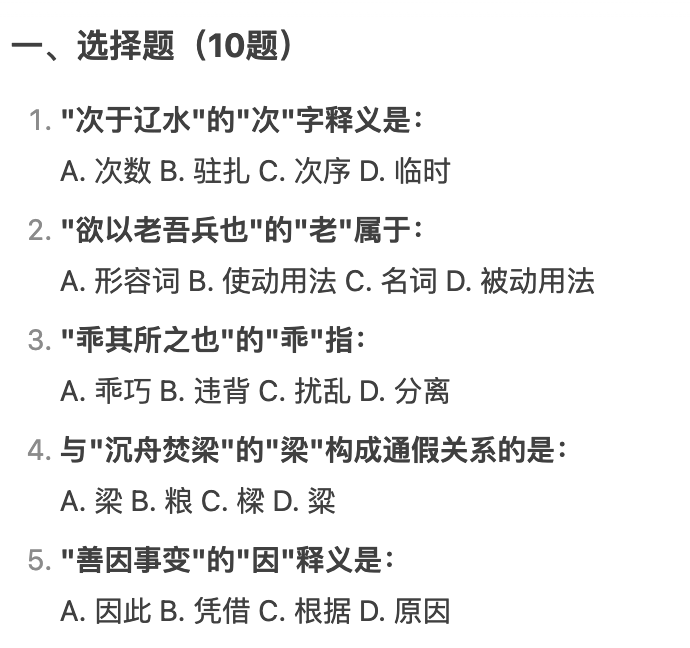 一、选择题（10题）
1. "次于辽水"的"次"字释义是：
A. 次数 B. 驻扎 C. 次序 D. 临时
2. "欲以老吾兵也"的"老"属于：
A. 形容词 B. 使动用法 C. 名词 D. 被动用法
3. "乖其所之也"的"乖"指：
A. 乖巧 B. 违背 C. 扰乱 D. 分离
4. 与"沉舟焚梁"的"梁"构成通假关系的是：
A. 梁 B. 粮 C. 樑 D. 粱
5. "善因事变"的"因"释义是：
A. 因此 B. 凭借 C. 根据 D. 原因